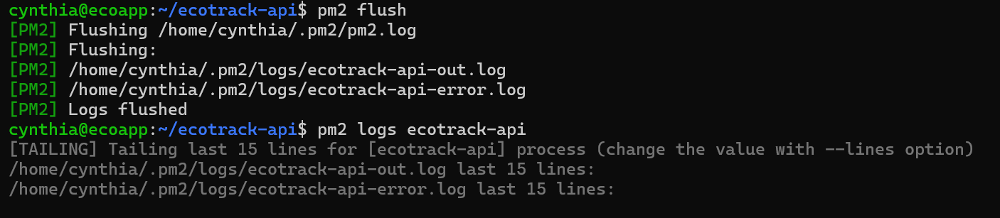 cynthia@ecoapp:~/ecotrack-api$ pm2 flush
[PM2] Flushing /home/cynthia/.pm2/pm2.log
[PM2] Flushing:
[PM2] /home/cynthia/.pm2/logs/ecotrack-api-out.log
[PM2] /home/cynthia/.pm2/logs/ecotrack-api-error.log
[PM2] Logs flushed
cynthia@ecoapp:~/ecotrack-api$ pm2 logs ecotrack-api
[TAILING] Tailing last 15 lines for [ecotrack-api] process (change the value with --lines option)
/home/cynthia/.pm2/logs/ecotrack-api-out.log last 15 lines:
/home/cynthia/.pm2/logs/ecotrack-api-error.log last 15 lines: